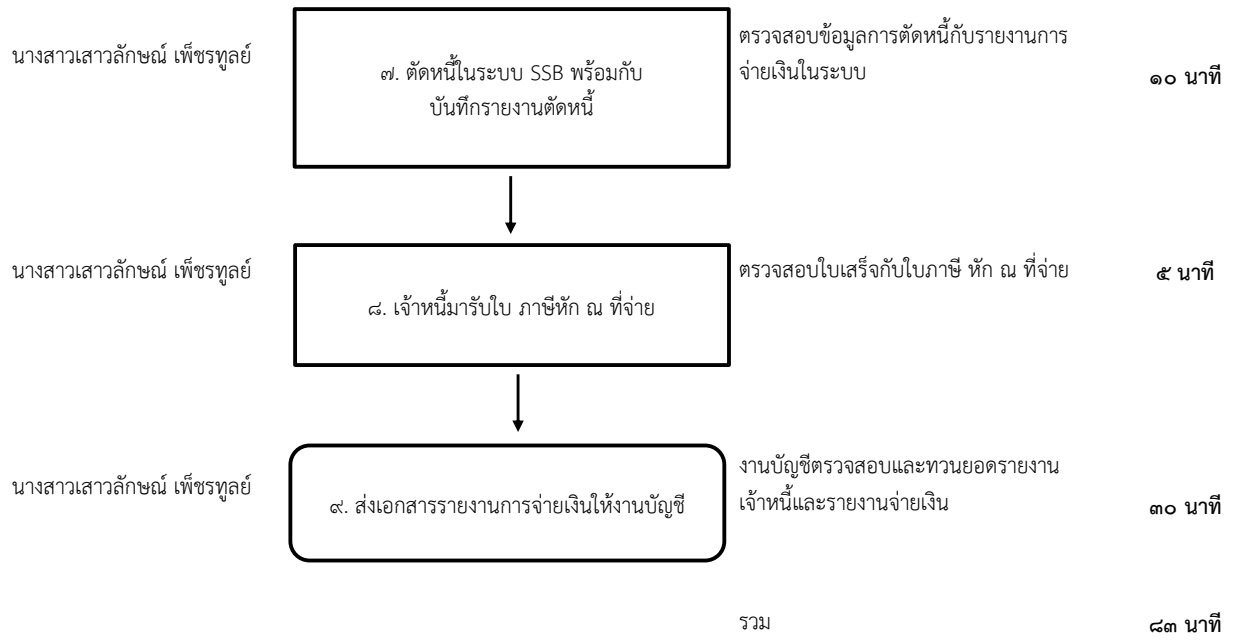 นางสาวเสาวลักษณ์ เพ็ชรทูลย์
๗. ตัดหนี้ในระบบ SSB พร้อมกับ
บันทึกรายงานตัดหนี้
ตรวจสอบข้อมูลการตัดหนี้กับรายงานการ
จ่ายเงินในระบบ
๑๐ นาที
นางสาวเสาวลักษณ์ เพ็ชรทูลย์
๘. เจ้าหนี้มารับใบ ภาษีหัก ณ ที่จ่าย
ตรวจสอบใบเสร็จกับใบภาษี หัก ณ ที่จ่าย
๕ นาที
นางสาวเสาวลักษณ์ เพ็ชรทูลย์
๙. ส่งเอกสารรายงานการจ่ายเงินให้งานบัญชี
งานบัญชีตรวจสอบและทวนยอดรายงาน
เจ้าหนี้และรายงานจ่ายเงิน
๓๐ นาที
รวม
๘๓ นาที